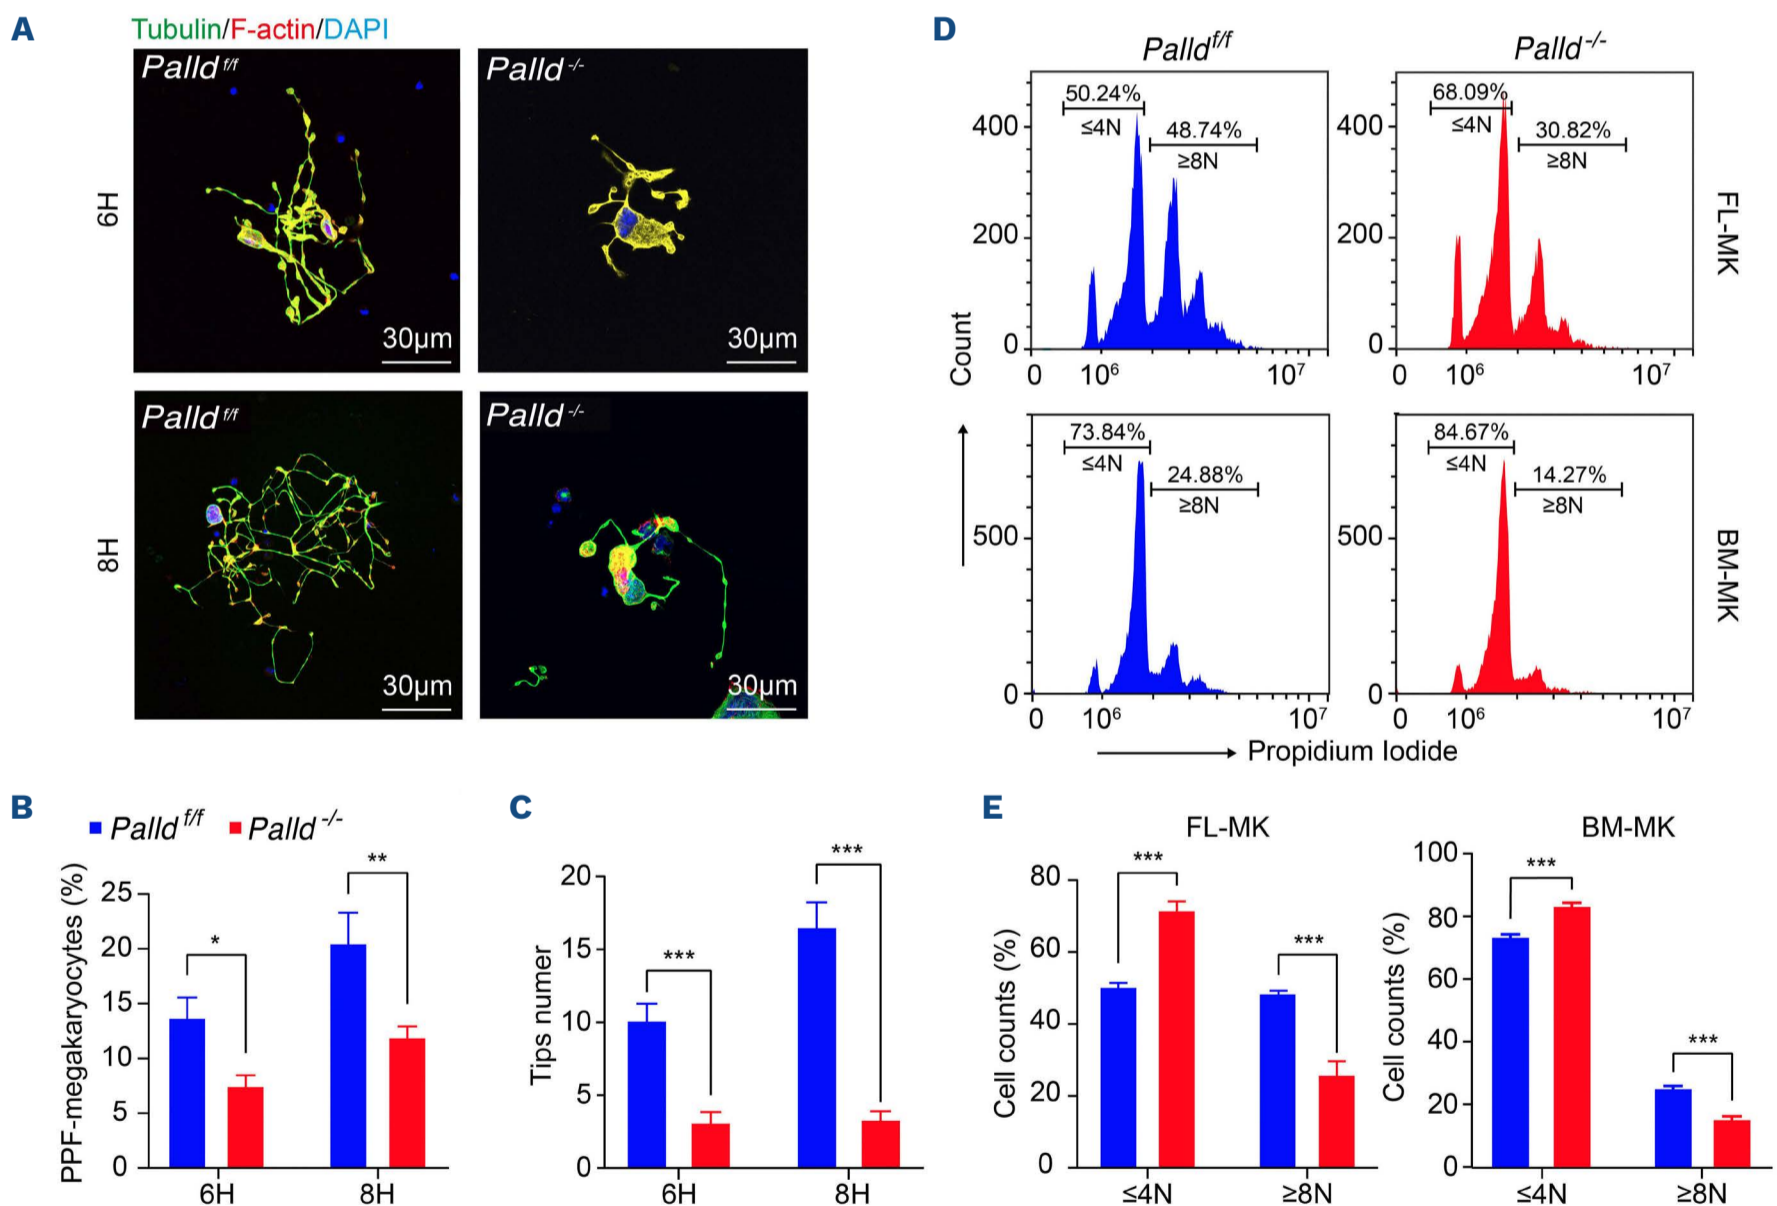 A
Tubulin/F-actin/DAPI
Palld f/f
Palld -/-
6H
30µm
30µm
Palld f/f
Palld -/-
8H
30µm
30µm
B
Palld f/f
Palld -/-
PPF-megakaryocytes (%)
25
20
15
10
5
0
*
**
6H
8H
C
Tips numer
20
15
10
5
0
***
***
6H
8H
D
Palld f/f
Palld -/-
50.24%
≤4N
48.74%
≥8N
400
200
0
0
10⁶
10⁷
68.09%
≤4N
30.82%
≥8N
400
200
0
0
10⁶
10⁷
FL-MK
Count
73.84%
≤4N
24.88%
≥8N
500
0
0
10⁶
10⁷
84.67%
≤4N
14.27%
≥8N
500
0
0
10⁶
10⁷
BM-MK
Propidium Iodide
E
FL-MK
Cell counts (%)
80
60
40
20
0
***
***
≤4N
≥8N
BM-MK
Cell counts (%)
100
80
60
40
20
0
***
***
≤4N
≥8N